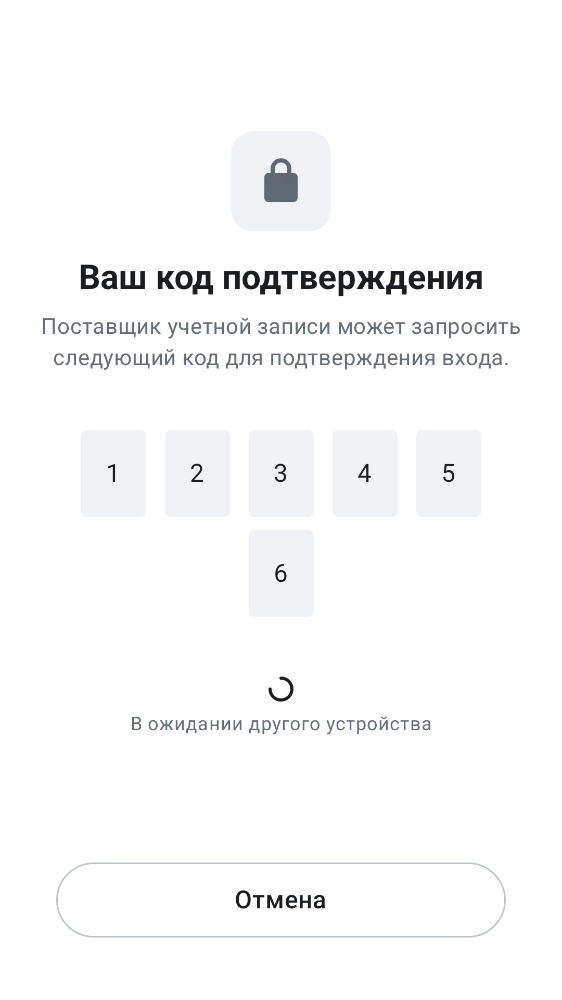 Ваш код подтверждения
Поставщик учетной записи может запросить
следующий код для подтверждения входа.
1 2 3 4 5
6
В ожидании другого устройства
Отмена